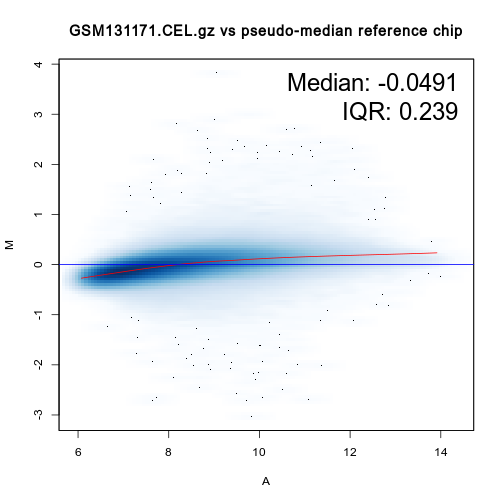 GSM131171.CEL.gz vs pseudo-median reference chip
Median: -0.0491
IQR: 0.239
4
3
2
1
0
-1
-2
-3
M
6 8 10 12 14
A